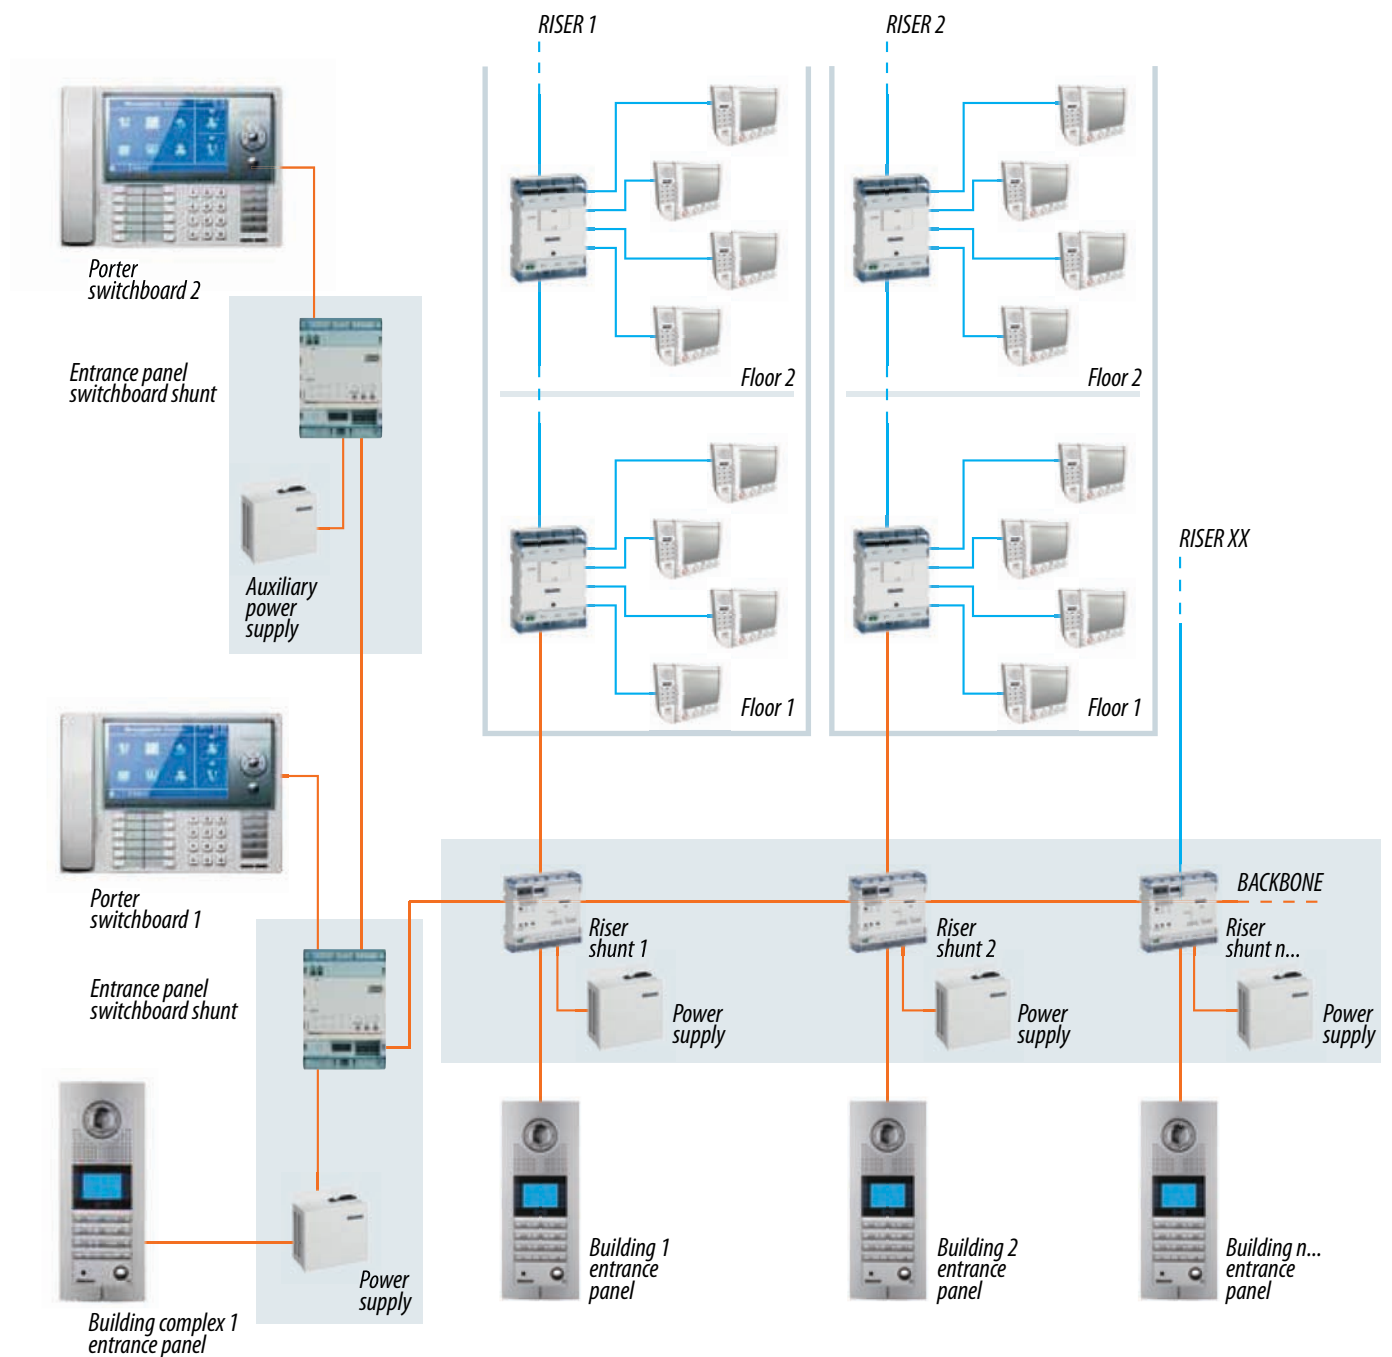 RISER 1
RISER 2
Porter
switchboard 2
Entrance panel
switchboard shunt
Floor 2
Floor 2
RISER XX
Auxiliary
power
supply
Floor 1
Floor 1
Porter
switchboard 1
BACKBONE
Riser
shunt 1
Riser
shunt 2
Riser
shunt n...
Entrance panel
switchboard shunt
Power
supply
Power
supply
Power
supply
Building 1
entrance
panel
Building 2
entrance
panel
Building n...
entrance
panel
Power
supply
Building complex 1
entrance panel